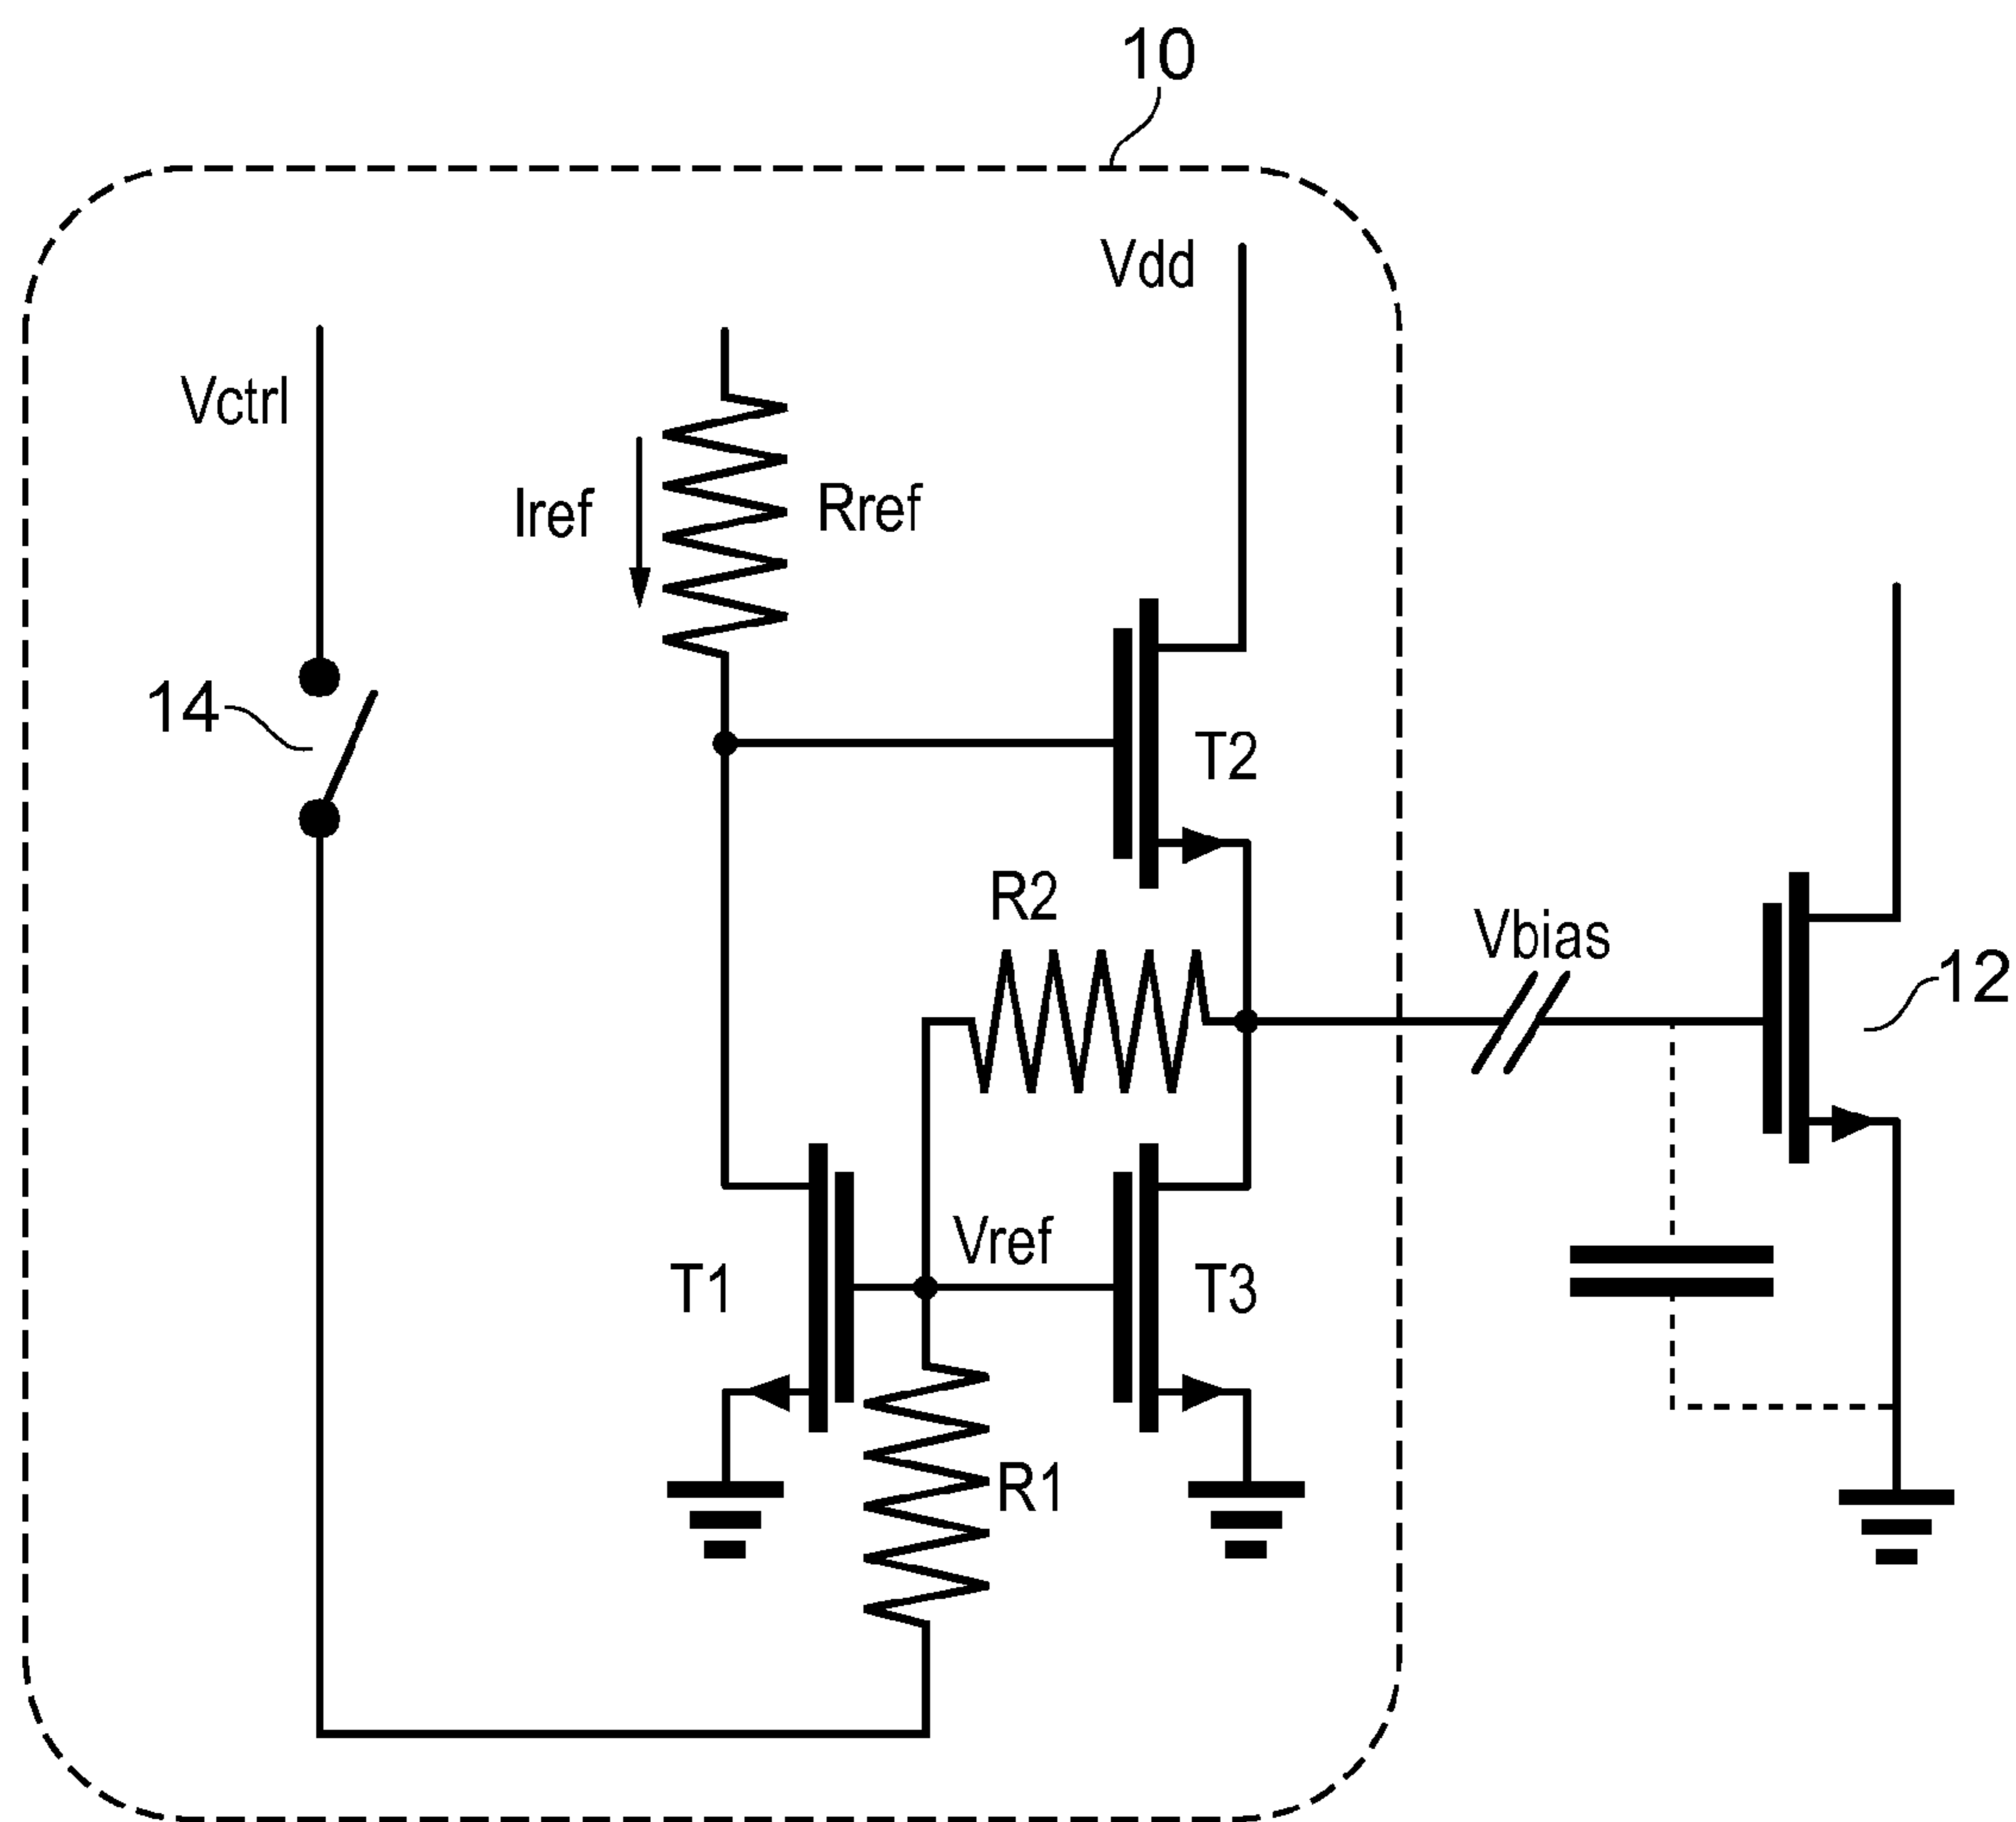 10
Vdd
Vctrl
Iref
Rref
14
T2
R2
Vbias
12
Vref
T1
T3
R1